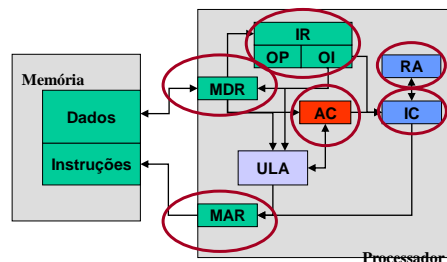 IR
OP OI
Memória
MDR
RA
Dados
AC
IC
Instruções
ULA
MAR
Processador